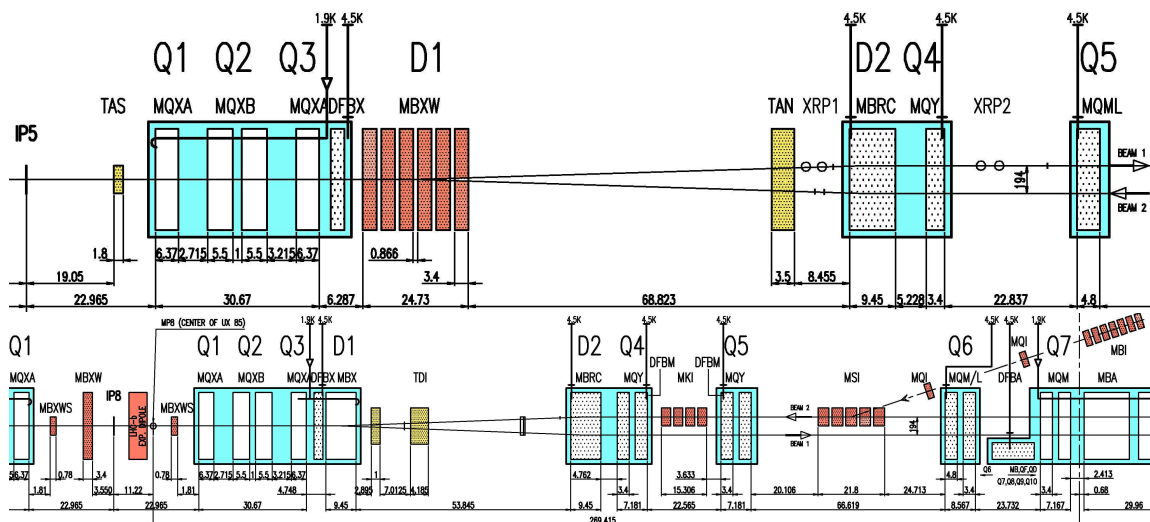 1.9K 4.5K 4.5K 4.5K 4.5K
Q1 Q2 Q3 D1 D2 Q4 Q5
TAS MQXA MQXB MQXA DFBX MBXW TAN XRP1 MBRC MQY XRP2 MQML
IP5
BEAM 1
194
BEAM 2
1.8 6.37 2.715 5.5 1 5.5 3.215 6.37 0.866 3.4 3.5 8.455
19.05
22.965 30.67 6.287 24.73 68.823 9.45 5.228 3.4 22.837 4.8
MP8 (CENTER OF UX 85) 1.9K 4.5K 4.5K 4.5K 4.5K 4.5K 4.5K 1.9K
Q1 Q1 Q2 Q3 D1 D2 Q4 Q5 Q6 Q7
MQI MBI
MQXA MBXW MQXA MQXB MQXA DFBX MBX TDI MBRC MQY DFBM MKI DFBM MQY MSI MQI MQM/L DFBA MQM MBA
MBXWS IP8 LHC-b EXP. DIPOLE MBXWS
BEAM 2
194
BEAM 1
6.37 0.78 3.4 0.78 6.37 2.715 5.5 1 5.5 3.215 6.37 1 4.762 3.633 4.8 Q6 MB,QF,QD 2.413
Q7,Q8,Q9,Q10
1.81 3.550 11.22 1.81 4.748 2.895 7.0125 4.185 3.4 15.306 3.4 20.106 21.8 24.713 3.4 3.4 0.68
22.965 22.965 30.67 9.45 53.845 9.45 7.181 22.565 7.181 66.619 8.567 23.732 7.167 29.96
269.415